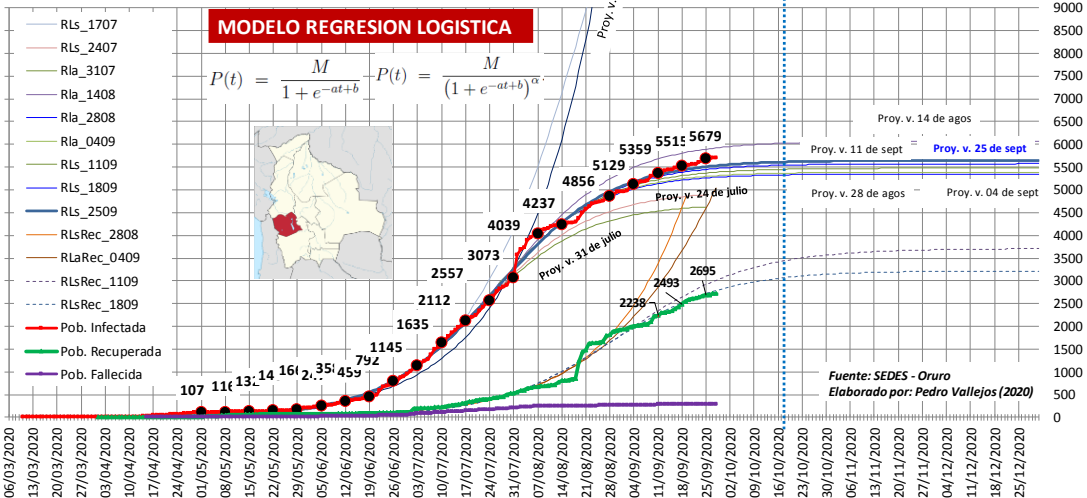 MODELO REGRESION LOGISTICA
P(t) = M / (1 + e^{-at+b})
P(t) = M / (1 + e^{-at+b})^α
RLs_1707
RLs_2407
Rla_3107
Rla_1408
Rla_2808
Rla_0409
RLs_1109
RLs_1809
RLs_2509
RLsRec_2808
RLaRec_0409
RLsRec_1109
RLsRec_1809
Pob. Infectada
Pob. Recuperada
Pob. Fallecida
107
116
132
14
166
358
459
792
1145
1635
2112
2557
3073
4039
4237
4856
5129
5359
5515
5679
2238
2493
2695
Proy. v.
Proy. v. 14 de agos
Proy. v. 11 de sept
Proy. v. 25 de sept
Proy. v. 24 de julio
Proy. v. 28 de agos
Proy. v. 04 de sept
Proy. v. 31 de julio
Fuente: SEDES - Oruro
Elaborado por: Pedro Vallejos (2020)
9000
8500
8000
7500
7000
6500
6000
5500
5000
4500
4000
3500
3000
2500
2000
1500
1000
500
0
06/03/2020
13/03/2020
20/03/2020
27/03/2020
03/04/2020
10/04/2020
17/04/2020
24/04/2020
01/05/2020
08/05/2020
15/05/2020
22/05/2020
29/05/2020
05/06/2020
12/06/2020
19/06/2020
26/06/2020
03/07/2020
10/07/2020
17/07/2020
24/07/2020
31/07/2020
07/08/2020
14/08/2020
21/08/2020
28/08/2020
04/09/2020
11/09/2020
18/09/2020
25/09/2020
02/10/2020
09/10/2020
16/10/2020
23/10/2020
30/10/2020
06/11/2020
13/11/2020
20/11/2020
27/11/2020
04/12/2020
11/12/2020
18/12/2020
25/12/2020